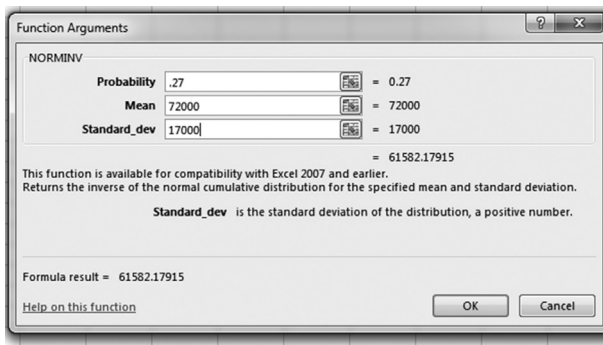 Function Arguments
? X
NORMINV
Probability .27 = 0.27
Mean 72000 = 72000
Standard_dev 17000 = 17000
= 61582.17915
This function is available for compatibility with Excel 2007 and earlier.
Returns the inverse of the normal cumulative distribution for the specified mean and standard deviation.
Standard_dev is the standard deviation of the distribution, a positive number.
Formula result = 61582.17915
Help on this function OK Cancel